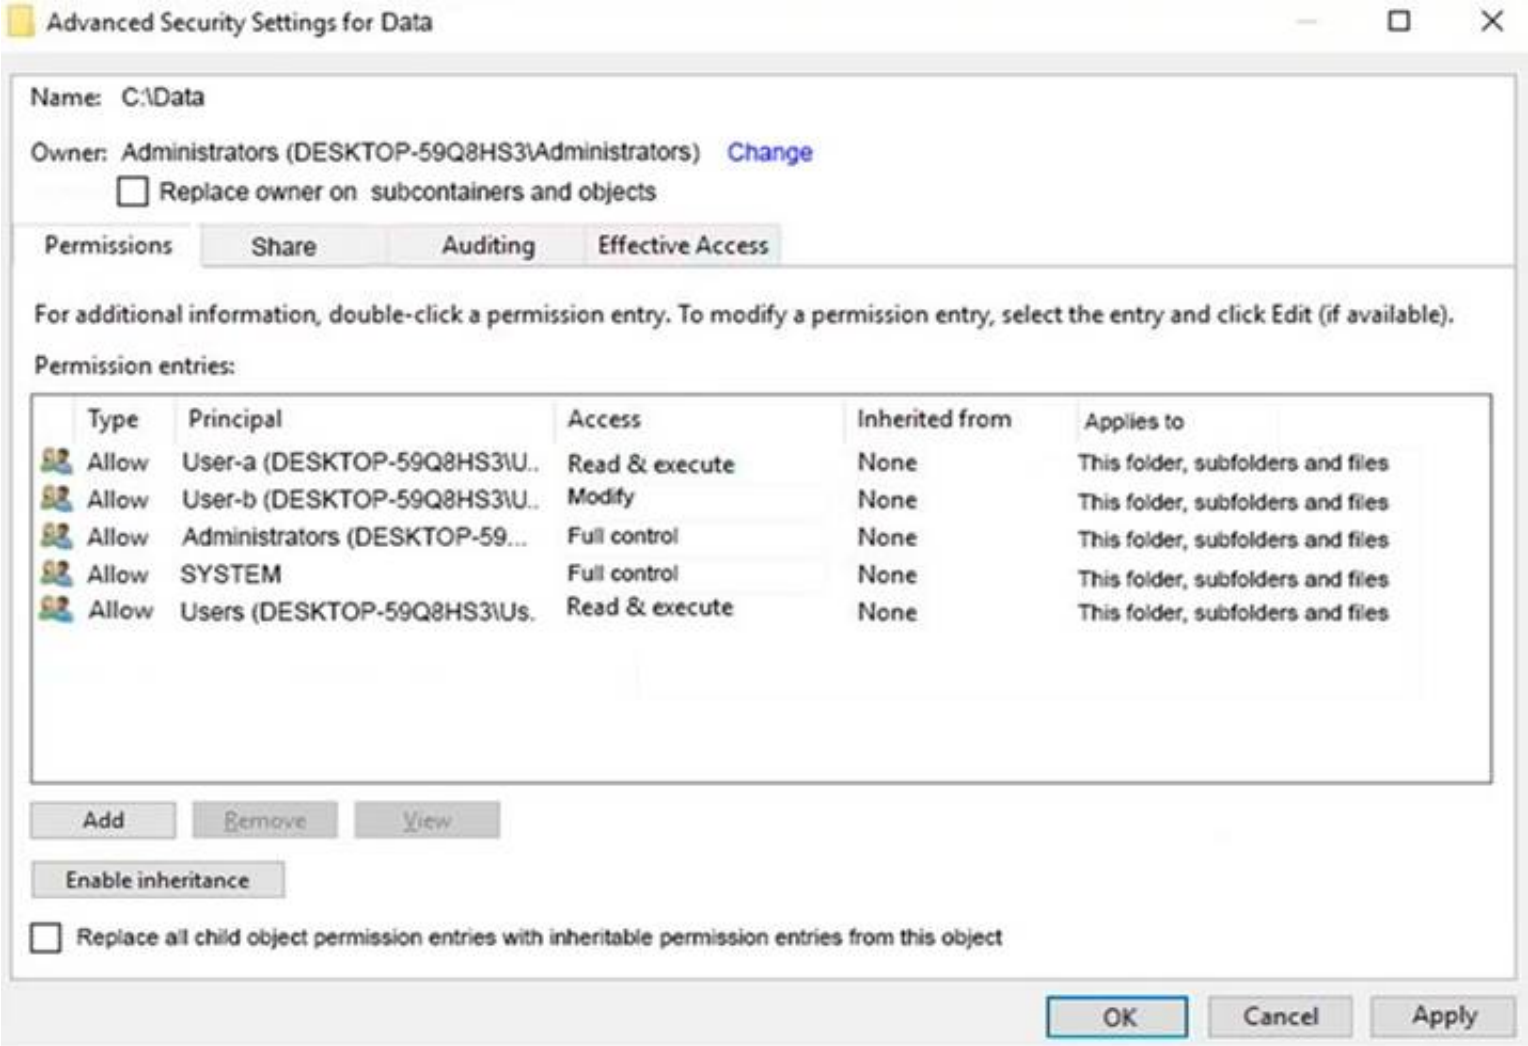 Advanced Security Settings for Data
Name: C:\Data
Owner: Administrators (DESKTOP-59Q8HS3\Administrators) Change
Replace owner on subcontainers and objects
Permissions Share Auditing Effective Access
For additional information, double-click a permission entry. To modify a permission entry, select the entry and click Edit (if available).
Permission entries:
Type Principal Access Inherited from Applies to
Allow User-a (DESKTOP-59Q8HS3\U.. Read & execute None This folder, subfolders and files
Allow User-b (DESKTOP-59Q8HS3\U.. Modify None This folder, subfolders and files
Allow Administrators (DESKTOP-59... Full control None This folder, subfolders and files
Allow SYSTEM Full control None This folder, subfolders and files
Allow Users (DESKTOP-59Q8HS3\Us. Read & execute None This folder, subfolders and files
Add Remove View
Enable inheritance
Replace all child object permission entries with inheritable permission entries from this object
OK Cancel Apply